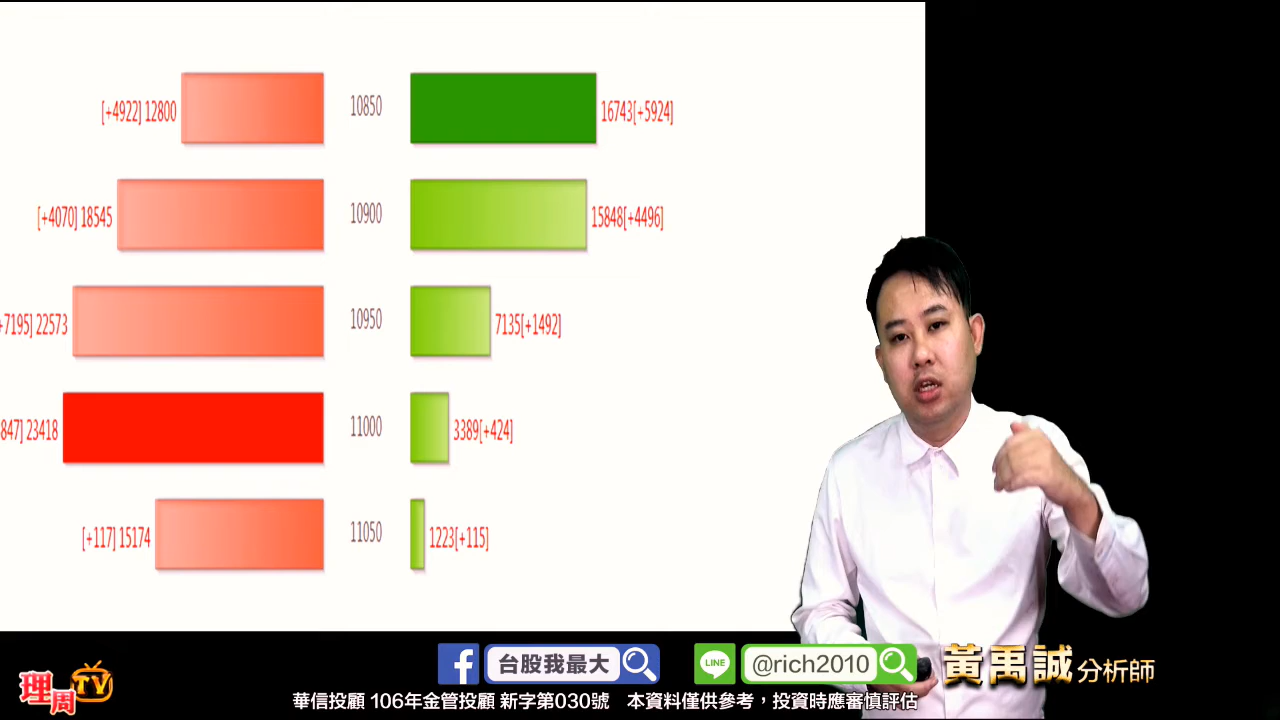 [+4922] 12800 10850 16743[+5924]
[+4070] 18545 10900 15848[+4496]
+7195] 22573 10950 7135[+1492]
847] 23418 11000 3389[+424]
[+117] 15174 11050 1223[+115]
理周TV
台股我最大
LINE @rich2010
黃禹誠 分析師
華信投顧 106年金管投顧 新字第030號 本資料僅供參考，投資時應審慎評估